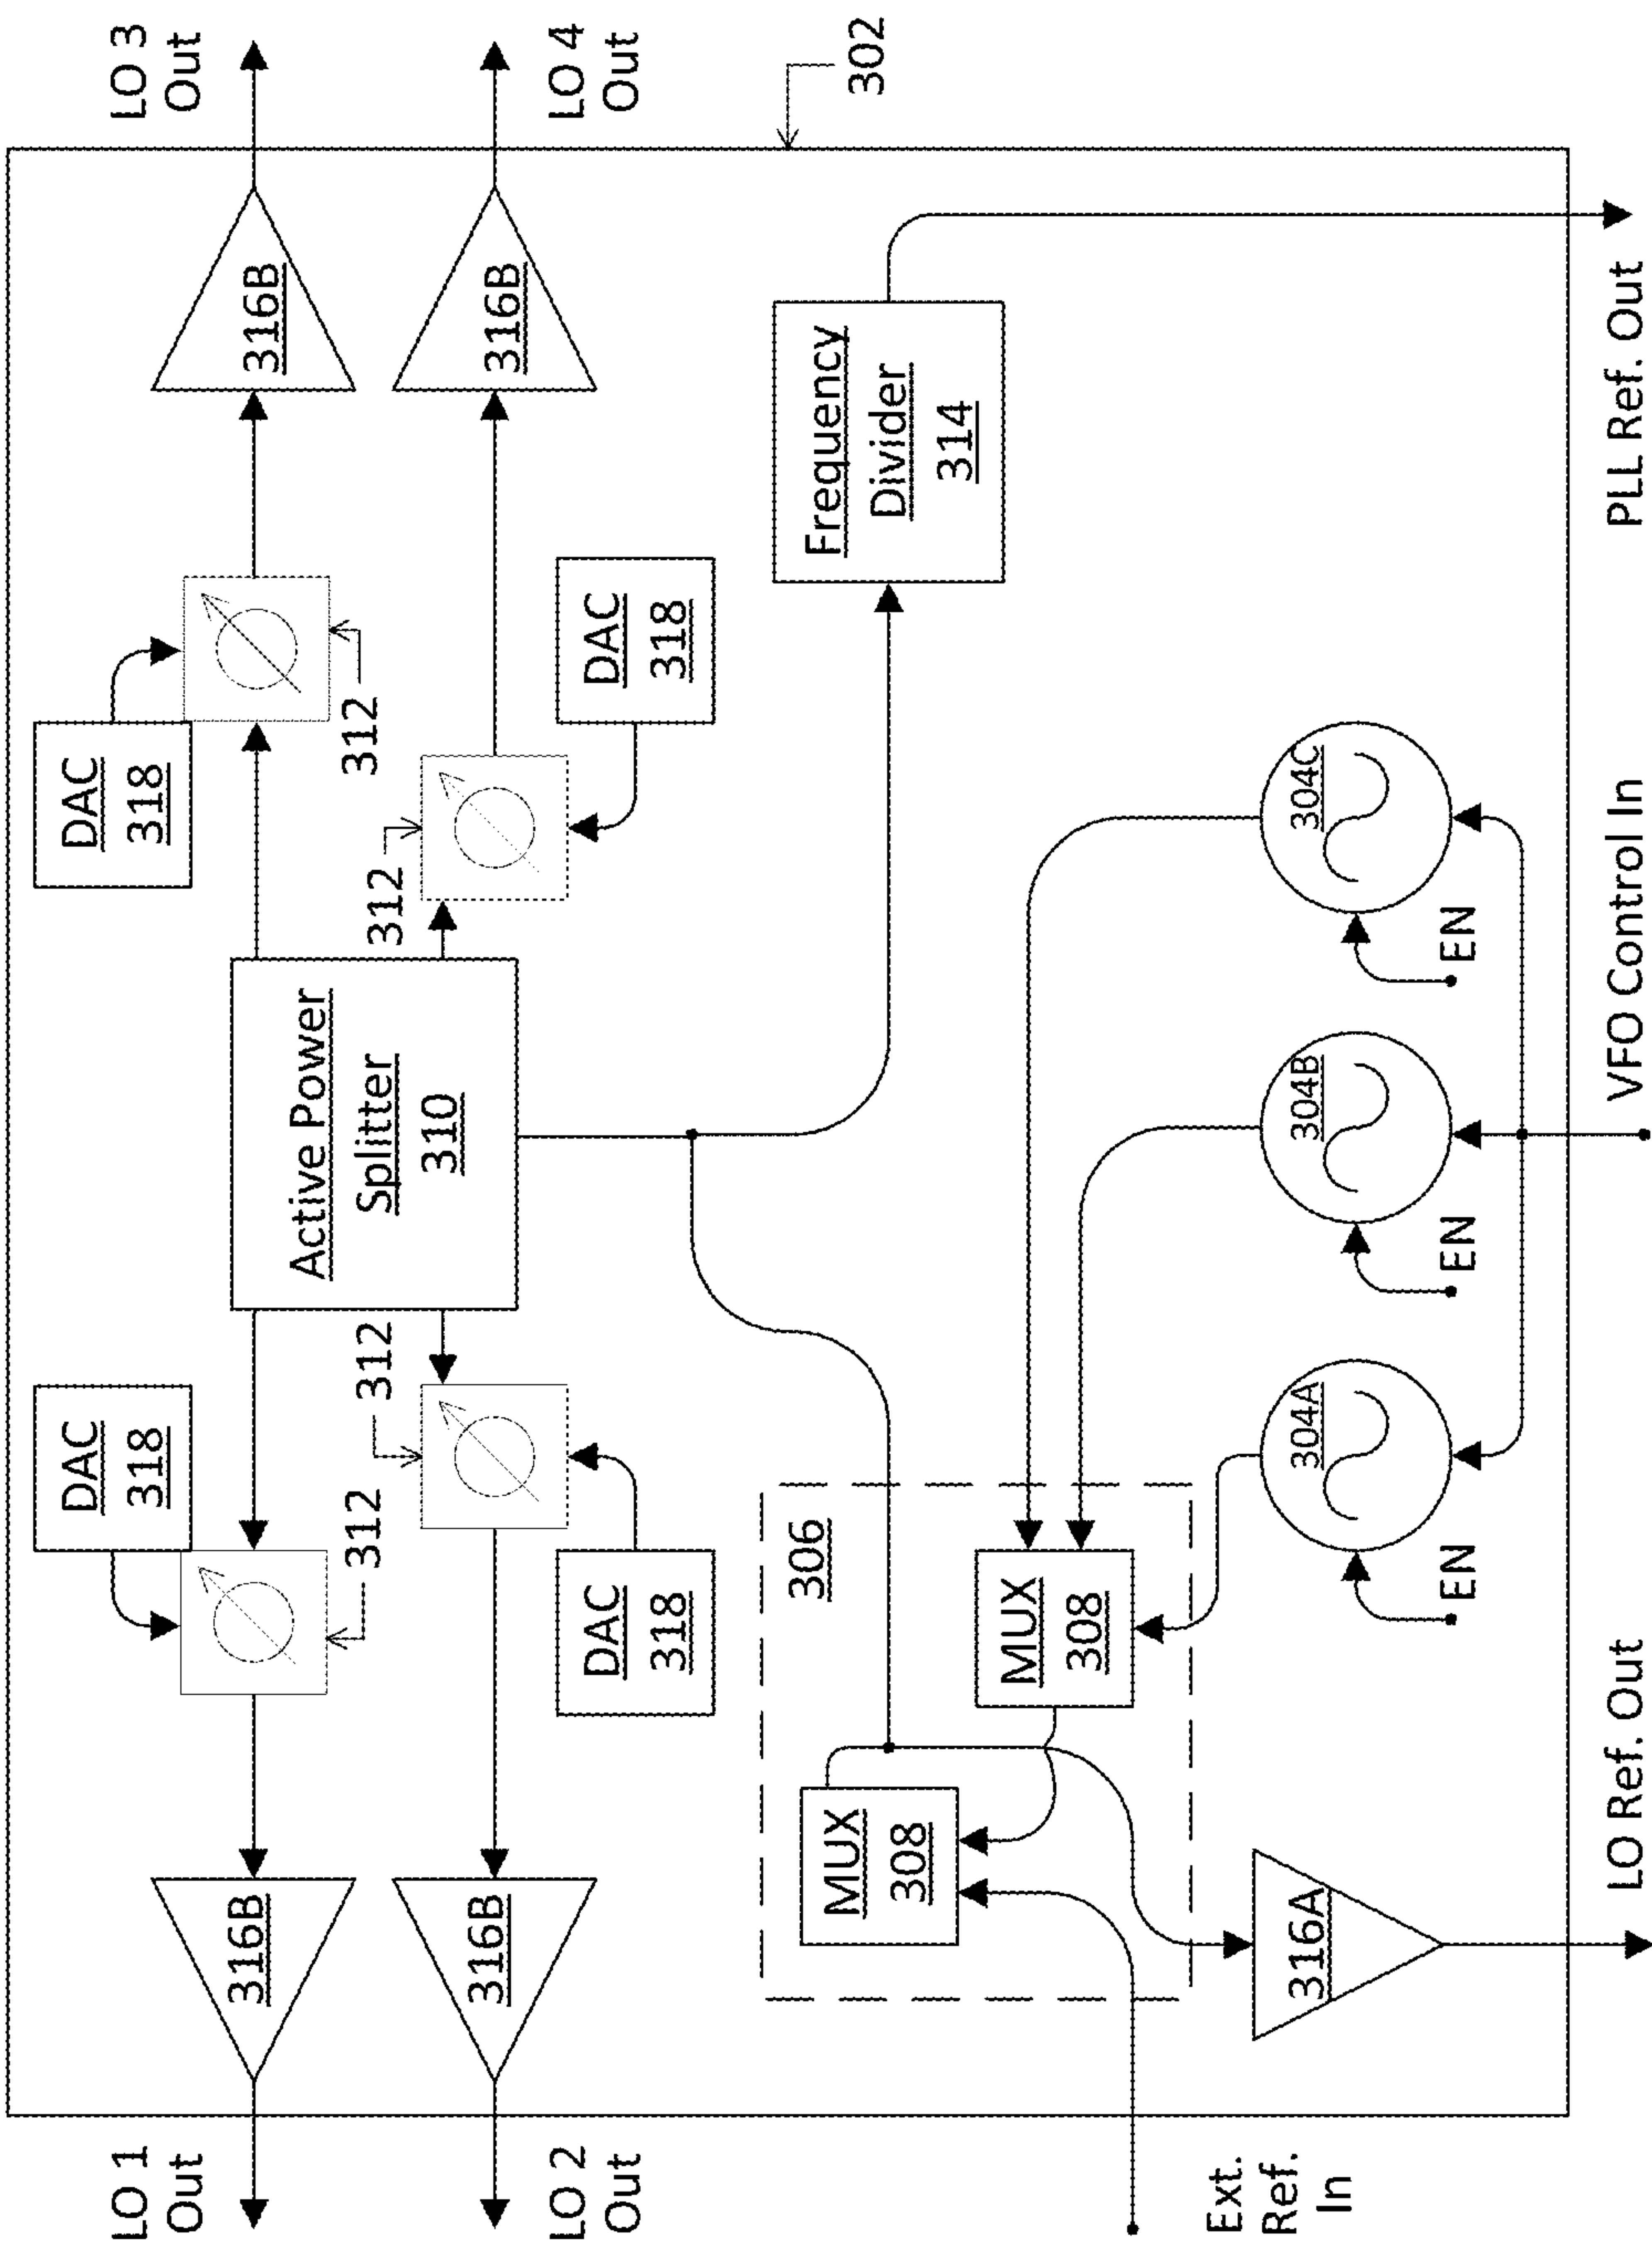 LO 1
Out
LO 2
Out
Ext.
Ref.
In
316B
316B
DAC
318
312
312
DAC
318
Active Power
Splitter
310
DAC
318
312
312
DAC
318
316B
316B
LO 3
Out
LO 4
Out
302
306
MUX
308
MUX
308
Frequency
Divider
314
316A
304A
EN
304B
EN
304C
EN
LO Ref. Out
VFO Control In
PLL Ref. Out